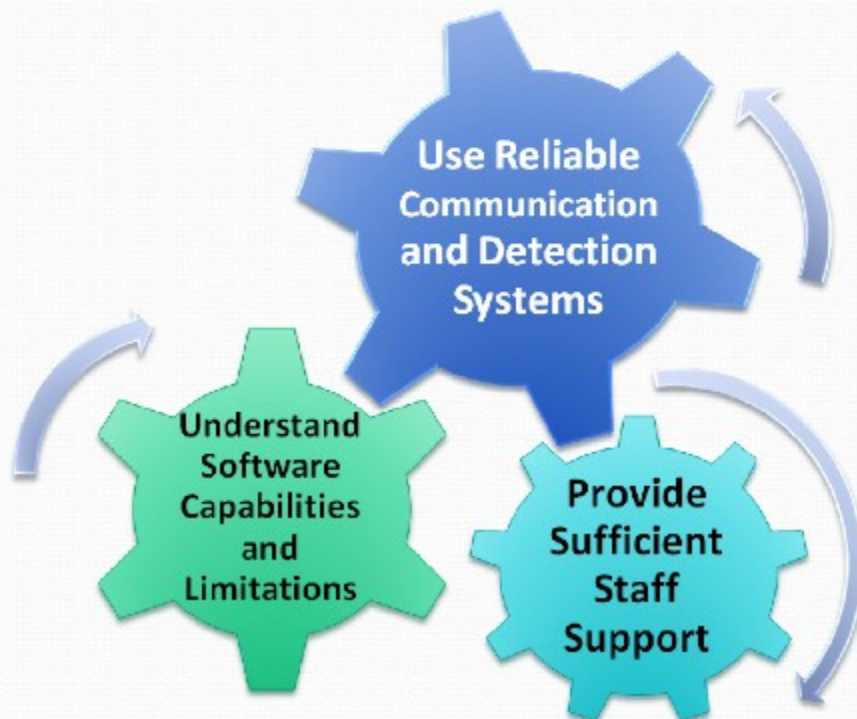 Use Reliable
Communication
and Detection
Systems
Understand
Software
Capabilities
and
Limitations
Provide
Sufficient
Staff
Support